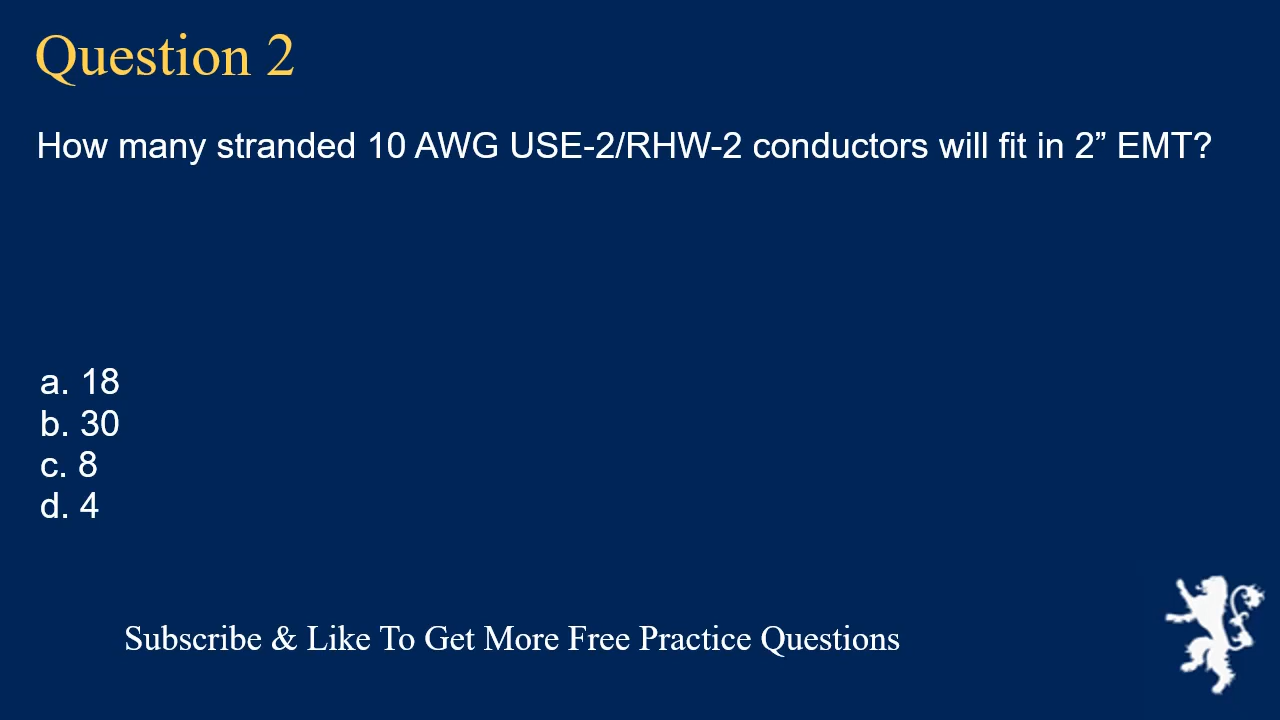 Question 2
How many stranded 10 AWG USE-2/RHW-2 conductors will fit in 2” EMT?
a. 18
b. 30
c. 8
d. 4
Subscribe & Like To Get More Free Practice Questions